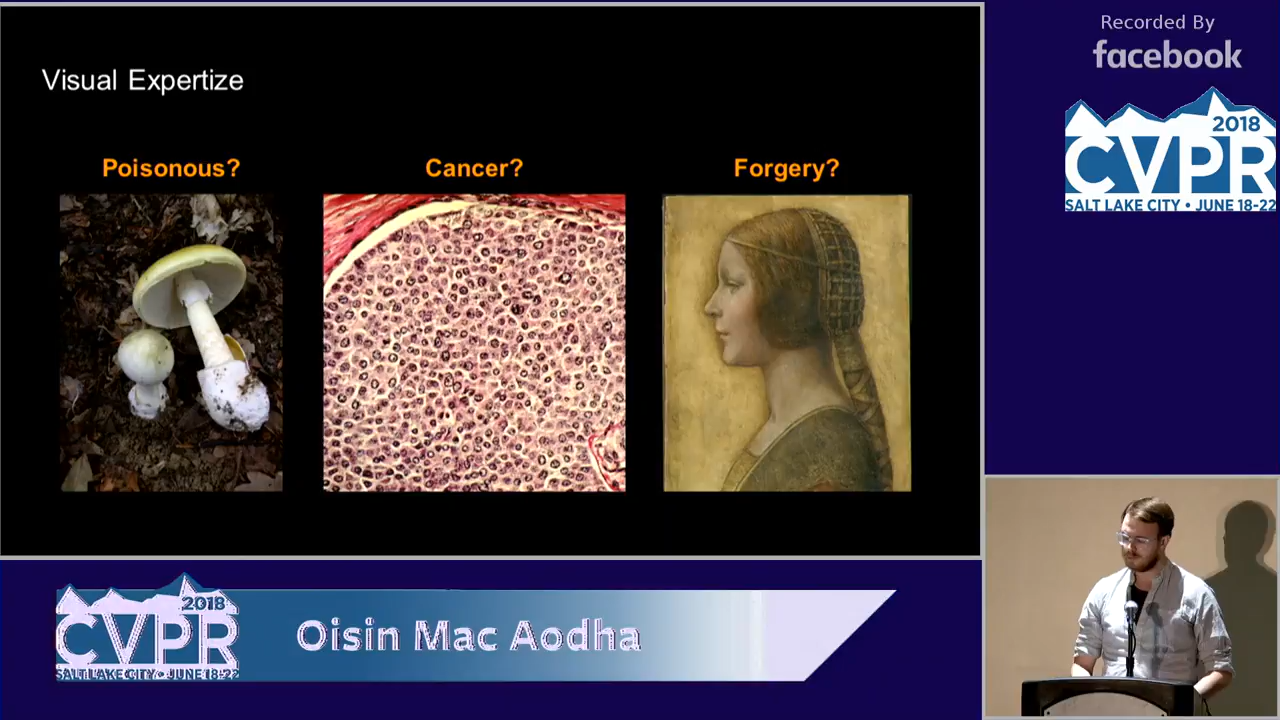 Visual Expertize
Poisonous?
Cancer?
Forgery?
Recorded By
facebook
2018
CVPR
SALT LAKE CITY • JUNE 18-22
2018
CVPR
SALT LAKE CITY • JUNE 18-22
Oisin Mac Aodha